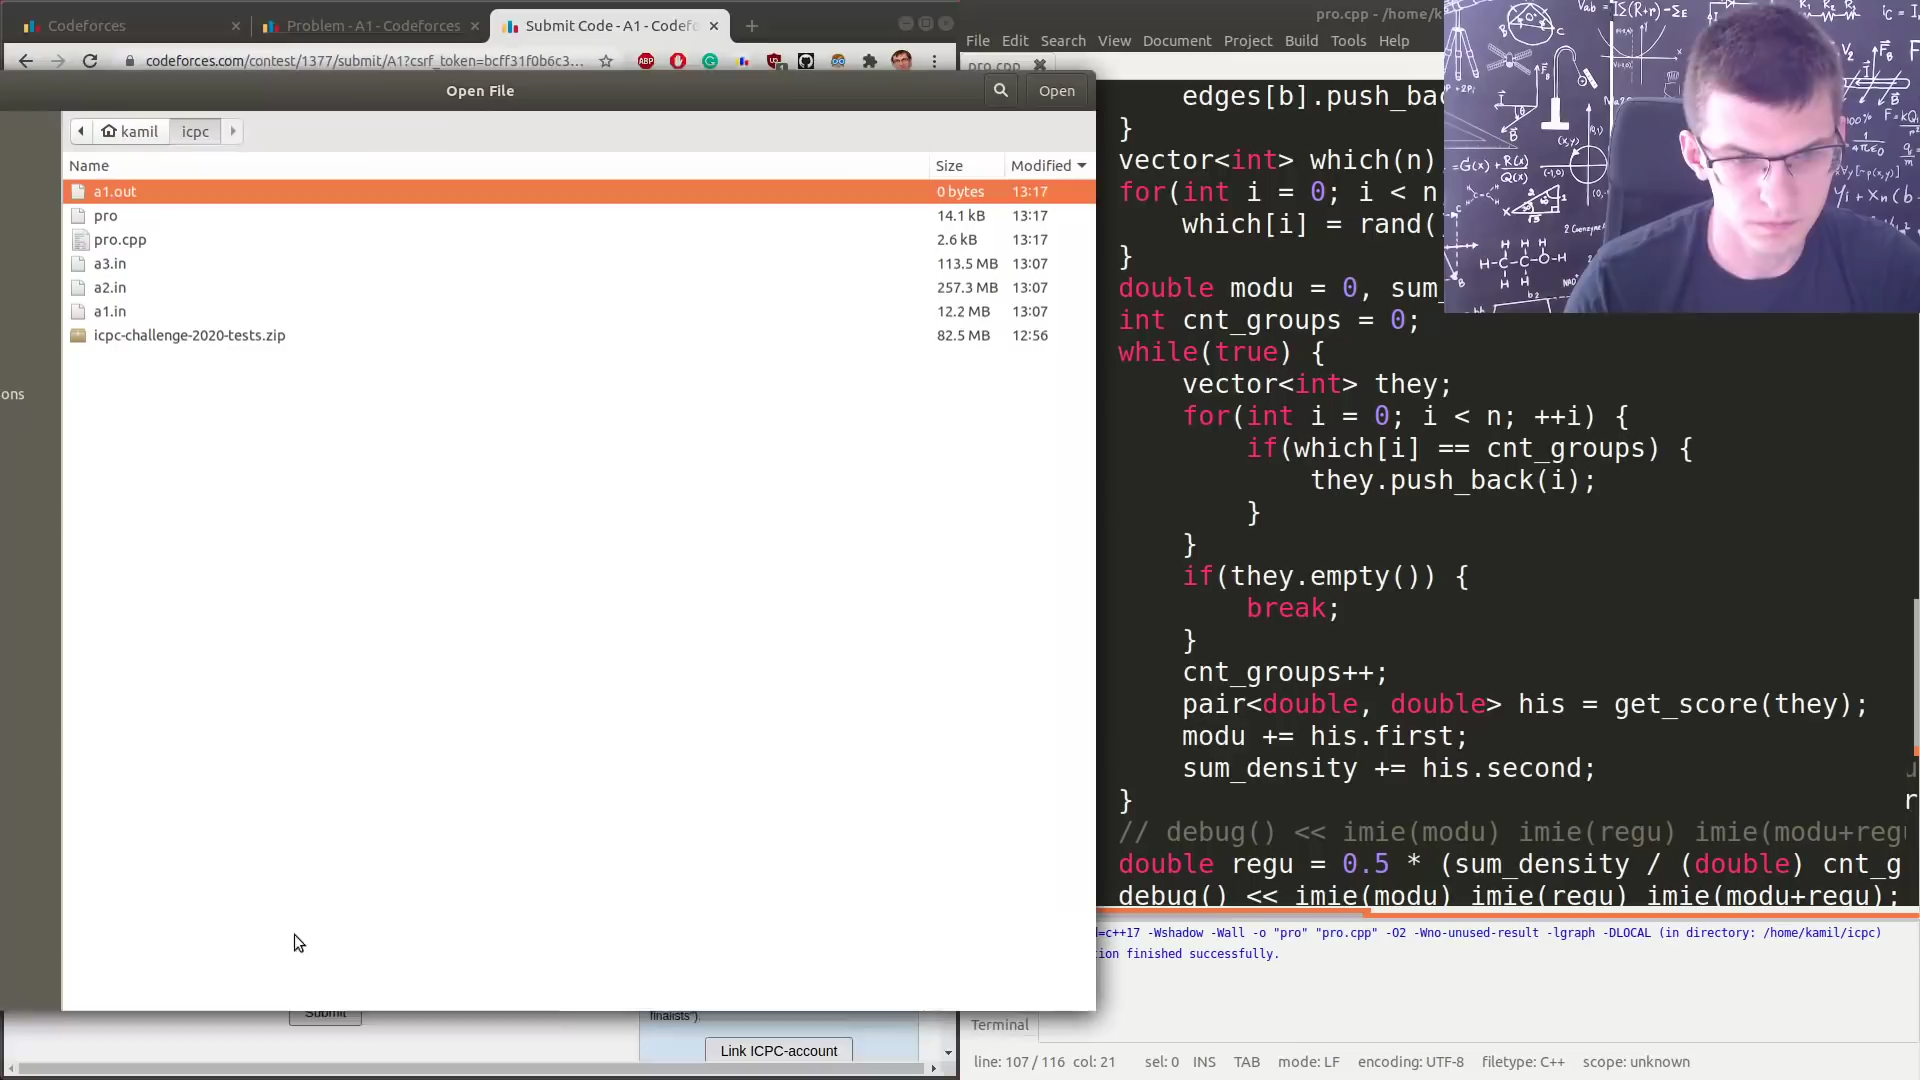 Codeforces
Problem - A1 - Codeforces
Submit Code - A1 - Codefo
codeforces.com/contest/1377/submit/A1?csrf_token=bcff31f0b6c3...
Open File
Open
kamil
icpc
Name Size Modified
a1.out 0 bytes 13:17
pro 14.1 kB 13:17
pro.cpp 2.6 kB 13:17
a3.in 113.5 MB 13:07
a2.in 257.3 MB 13:07
a1.in 12.2 MB 13:07
icpc-challenge-2020-tests.zip 82.5 MB 12:56
ons
Submit
finalists").
Link ICPC-account
pro.cpp - /home/k
File Edit Search View Document Project Build Tools Help
pro.cpp
edges[b].push_bac
}
vector<int> which(n)
for(int i = 0; i < n
which[i] = rand(
}
double modu = 0, sum_
int cnt_groups = 0;
while(true) {
vector<int> they;
for(int i = 0; i < n; ++i) {
if(which[i] == cnt_groups) {
they.push_back(i);
}
}
if(they.empty()) {
break;
}
cnt_groups++;
pair<double, double> his = get_score(they);
modu += his.first;
sum_density += his.second;
}
// debug() << imie(modu) imie(regu) imie(modu+regu
double regu = 0.5 * (sum_density / (double) cnt_g
debug() << imie(modu) imie(regu) imie(modu+regu);
d=c++17 -Wshadow -Wall -o "pro" "pro.cpp" -O2 -Wno-unused-result -lgraph -DLOCAL (in directory: /home/kamil/icpc)
tion finished successfully.
Terminal
line: 107 / 116 col: 21 sel: 0 INS TAB mode: LF encoding: UTF-8 filetype: C++ scope: unknown